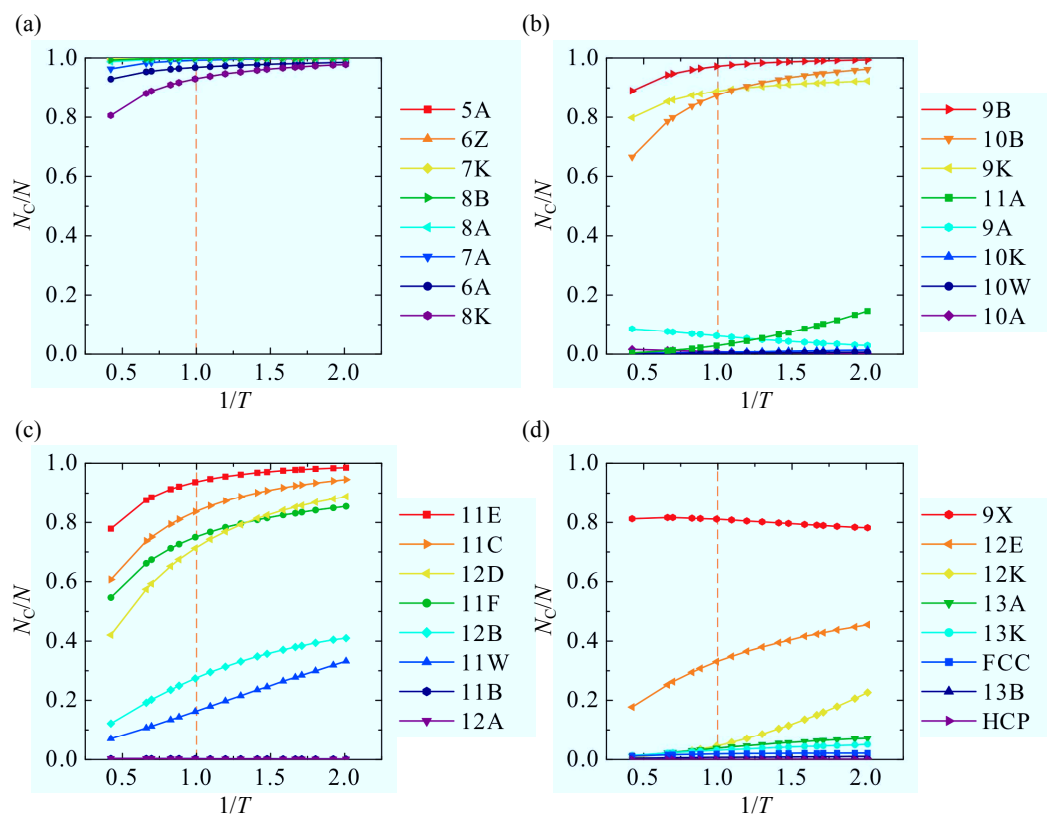 (a)
1.0
0.8
0.6
0.4
0.2
0.0
N_C/N
0.5 1.0 1.5 2.0
1/T
5A
6Z
7K
8B
8A
7A
6A
8K
(b)
1.0
0.8
0.6
0.4
0.2
0.0
N_C/N
0.5 1.0 1.5 2.0
1/T
9B
10B
9K
11A
9A
10K
10W
10A
(c)
1.0
0.8
0.6
0.4
0.2
0.0
N_C/N
0.5 1.0 1.5 2.0
1/T
11E
11C
12D
11F
12B
11W
11B
12A
(d)
1.0
0.8
0.6
0.4
0.2
0.0
N_C/N
0.5 1.0 1.5 2.0
1/T
9X
12E
12K
13A
13K
FCC
13B
HCP